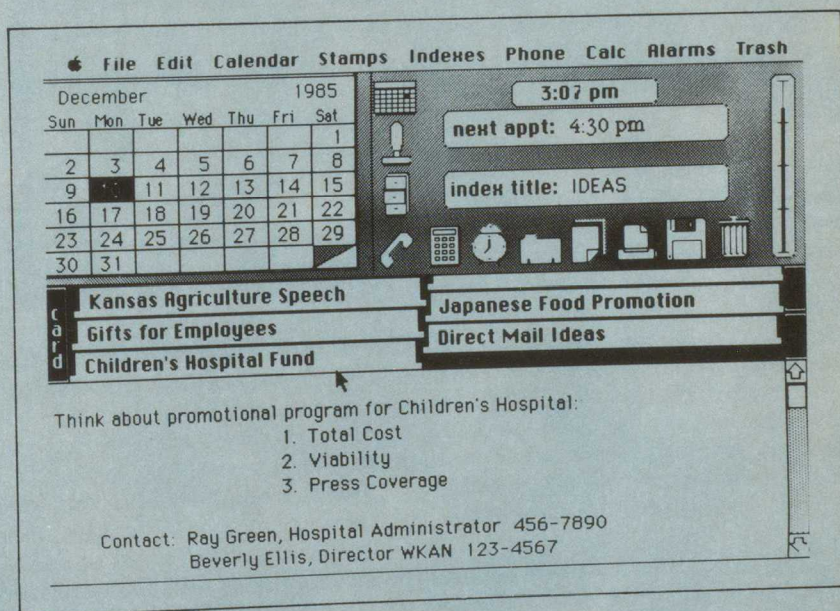 File Edit Calendar Stamps Indexes Phone Calc Alarms Trash
December 1985
Sun Mon Tue Wed Thu Fri Sat
1
2 3 4 5 6 7 8
9 10 11 12 13 14 15
16 17 18 19 20 21 22
23 24 25 26 27 28 29
30 31
3:07 pm
next appt: 4:30 pm
index title: IDEAS
card
Kansas Agriculture Speech
Gifts for Employees
Children's Hospital Fund
Japanese Food Promotion
Direct Mail Ideas
Think about promotional program for Children's Hospital:
1. Total Cost
2. Viability
3. Press Coverage
Contact: Ray Green, Hospital Administrator 456-7890
Beverly Ellis, Director WKAN 123-4567